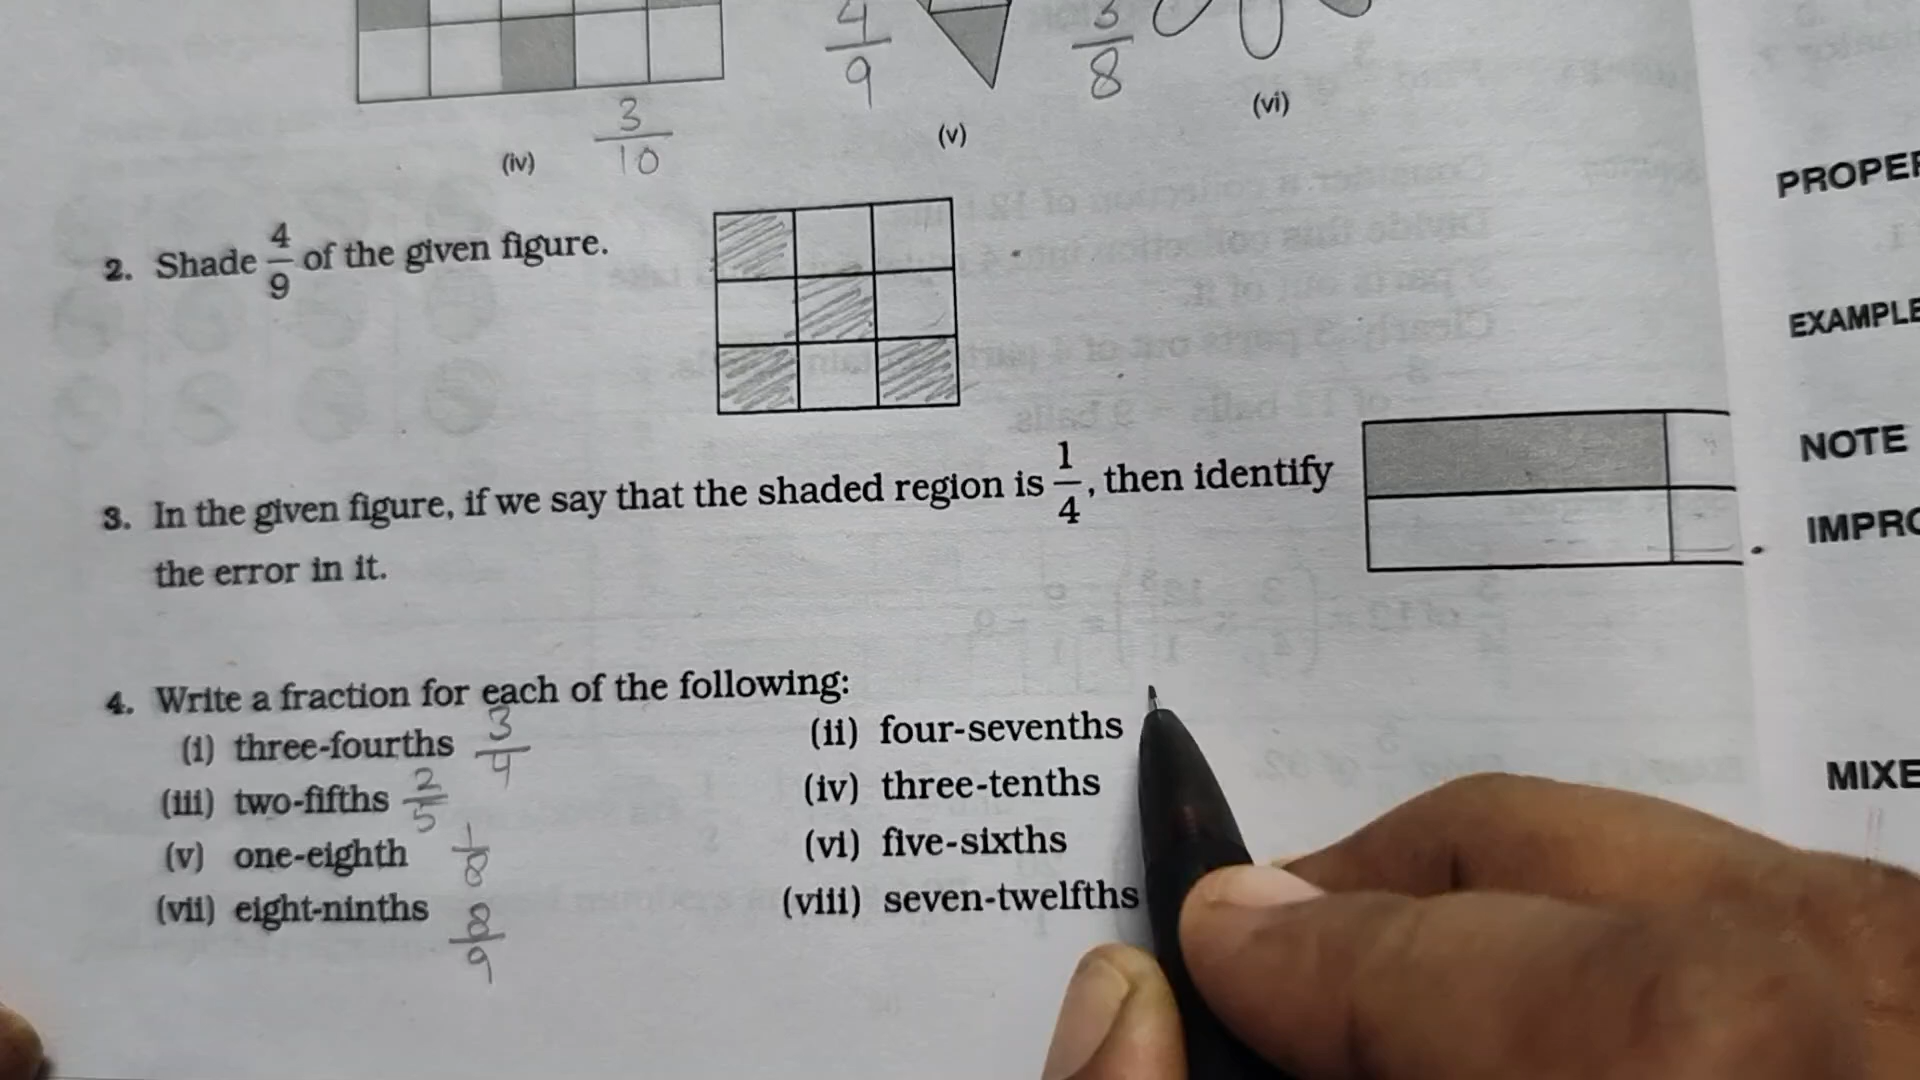 4/9
3/8
3/10
(iv)
(v)
(vi)
2. Shade 4/9 of the given figure.
3. In the given figure, if we say that the shaded region is 1/4, then identify
the error in it.
4. Write a fraction for each of the following:
(i) three-fourths 3/4 (ii) four-sevenths
(iii) two-fifths 2/5 (iv) three-tenths
(v) one-eighth 1/8 (vi) five-sixths
(vii) eight-ninths 8/9 (viii) seven-twelfths
PROPER
EXAMPLE
NOTE
IMPRO
MIXE